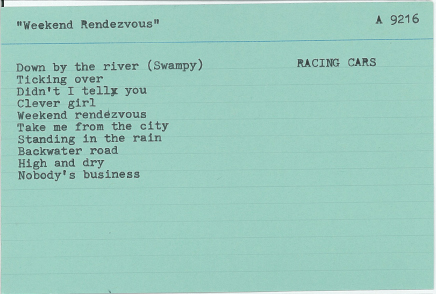 "Weekend Rendezvous" A 9216
Down by the river (Swampy) RACING CARS
Ticking over
Didn't I tell you
Clever girl
Weekend rendezvous
Take me from the city
Standing in the rain
Backwater road
High and dry
Nobody's business